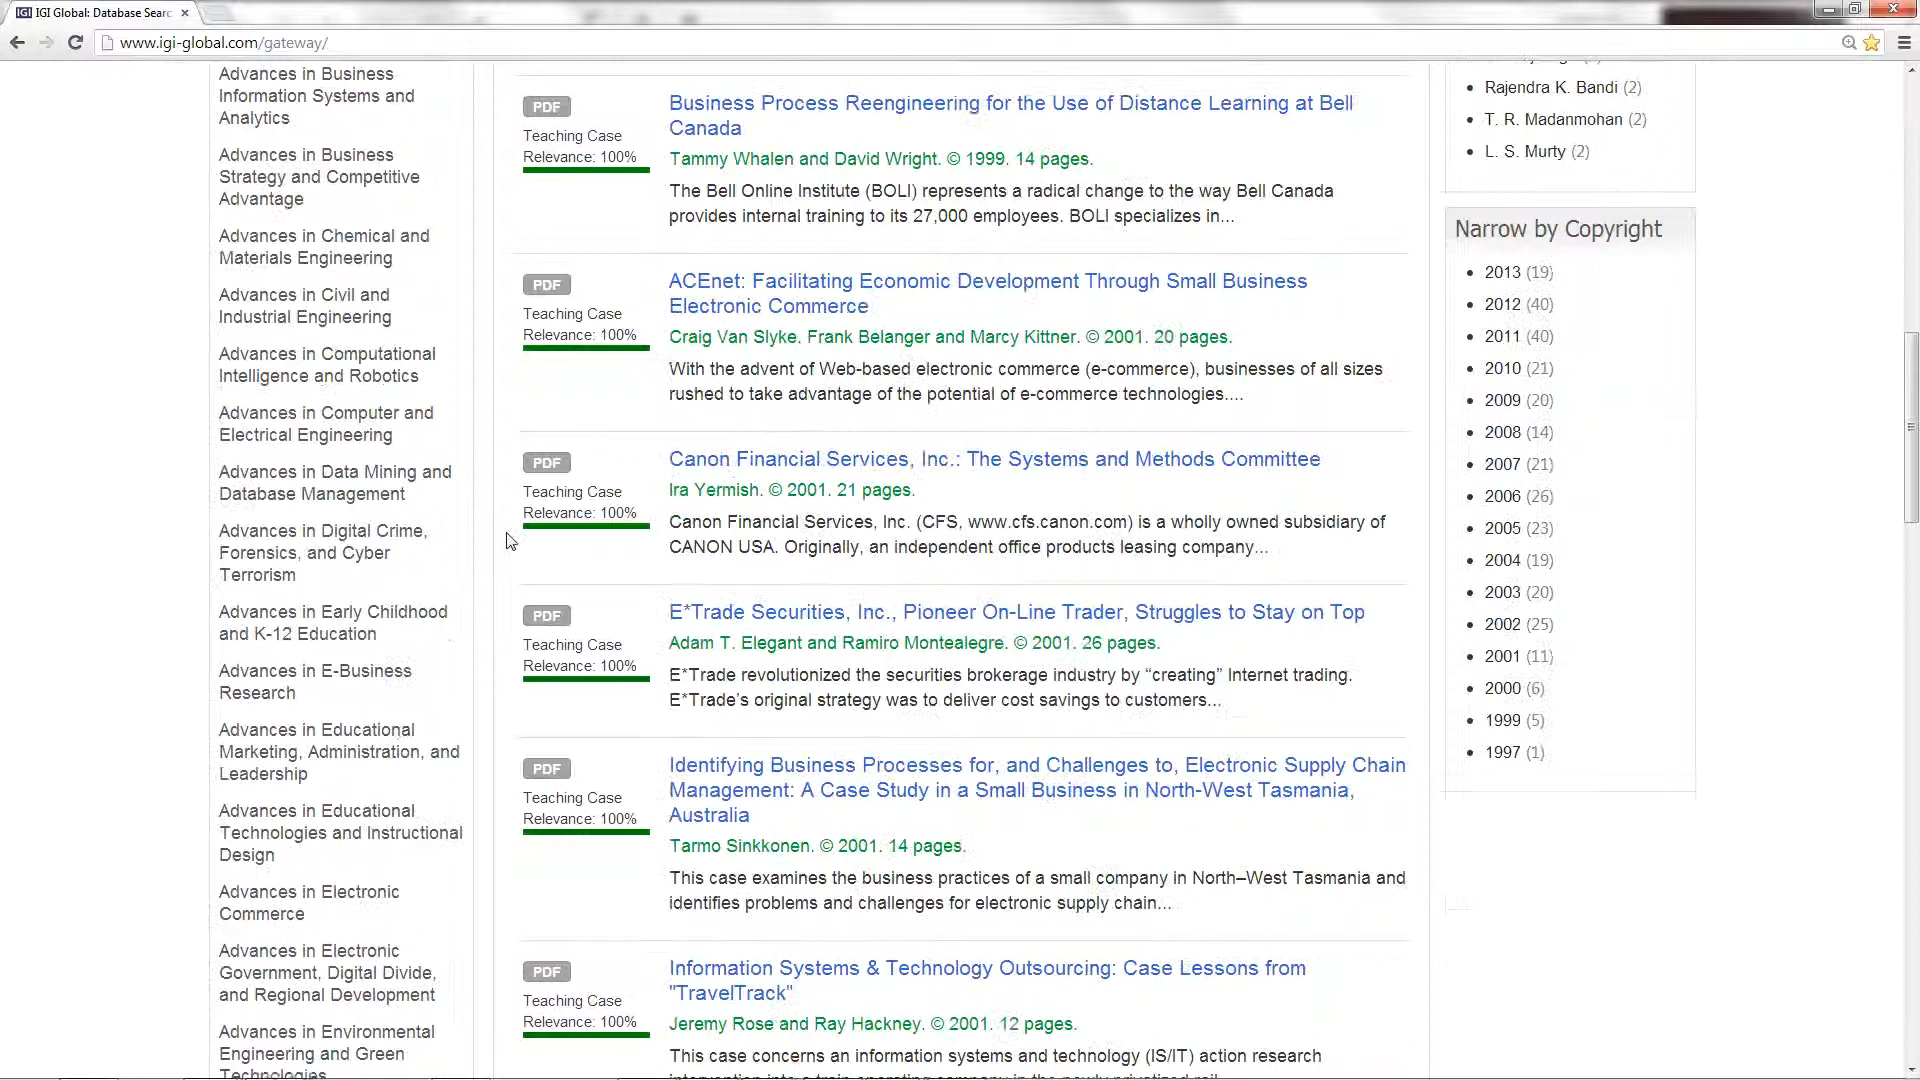 IGI Global: Database Searc
www.igi-global.com/gateway/
Advances in Business
Information Systems and
Analytics
Advances in Business
Strategy and Competitive
Advantage
Advances in Chemical and
Materials Engineering
Advances in Civil and
Industrial Engineering
Advances in Computational
Intelligence and Robotics
Advances in Computer and
Electrical Engineering
Advances in Data Mining and
Database Management
Advances in Digital Crime,
Forensics, and Cyber
Terrorism
Advances in Early Childhood
and K-12 Education
Advances in E-Business
Research
Advances in Educational
Marketing, Administration, and
Leadership
Advances in Educational
Technologies and Instructional
Design
Advances in Electronic
Commerce
Advances in Electronic
Government, Digital Divide,
and Regional Development
Advances in Environmental
Engineering and Green
Technologies
PDF
Teaching Case
Relevance: 100%
Business Process Reengineering for the Use of Distance Learning at Bell
Canada
Tammy Whalen and David Wright. © 1999. 14 pages.
The Bell Online Institute (BOLI) represents a radical change to the way Bell Canada
provides internal training to its 27,000 employees. BOLI specializes in...
PDF
Teaching Case
Relevance: 100%
ACEnet: Facilitating Economic Development Through Small Business
Electronic Commerce
Craig Van Slyke, Frank Belanger and Marcy Kittner. © 2001. 20 pages.
With the advent of Web-based electronic commerce (e-commerce), businesses of all sizes
rushed to take advantage of the potential of e-commerce technologies....
PDF
Teaching Case
Relevance: 100%
Canon Financial Services, Inc.: The Systems and Methods Committee
Ira Yermish. © 2001. 21 pages.
Canon Financial Services, Inc. (CFS, www.cfs.canon.com) is a wholly owned subsidiary of
CANON USA. Originally, an independent office products leasing company...
PDF
Teaching Case
Relevance: 100%
E*Trade Securities, Inc., Pioneer On-Line Trader, Struggles to Stay on Top
Adam T. Elegant and Ramiro Montealegre. © 2001. 26 pages.
E*Trade revolutionized the securities brokerage industry by “creating” Internet trading.
E*Trade’s original strategy was to deliver cost savings to customers...
PDF
Teaching Case
Relevance: 100%
Identifying Business Processes for, and Challenges to, Electronic Supply Chain
Management: A Case Study in a Small Business in North-West Tasmania,
Australia
Tarmo Sinkkonen. © 2001. 14 pages.
This case examines the business practices of a small company in North–West Tasmania and
identifies problems and challenges for electronic supply chain...
PDF
Teaching Case
Relevance: 100%
Information Systems & Technology Outsourcing: Case Lessons from
"TravelTrack"
Jeremy Rose and Ray Hackney. © 2001. 12 pages.
This case concerns an information systems and technology (IS/IT) action research
Rajendra K. Bandi (2)
T. R. Madanmohan (2)
L. S. Murty (2)
Narrow by Copyright
2013 (19)
2012 (40)
2011 (40)
2010 (21)
2009 (20)
2008 (14)
2007 (21)
2006 (26)
2005 (23)
2004 (19)
2003 (20)
2002 (25)
2001 (11)
2000 (6)
1999 (5)
1997 (1)